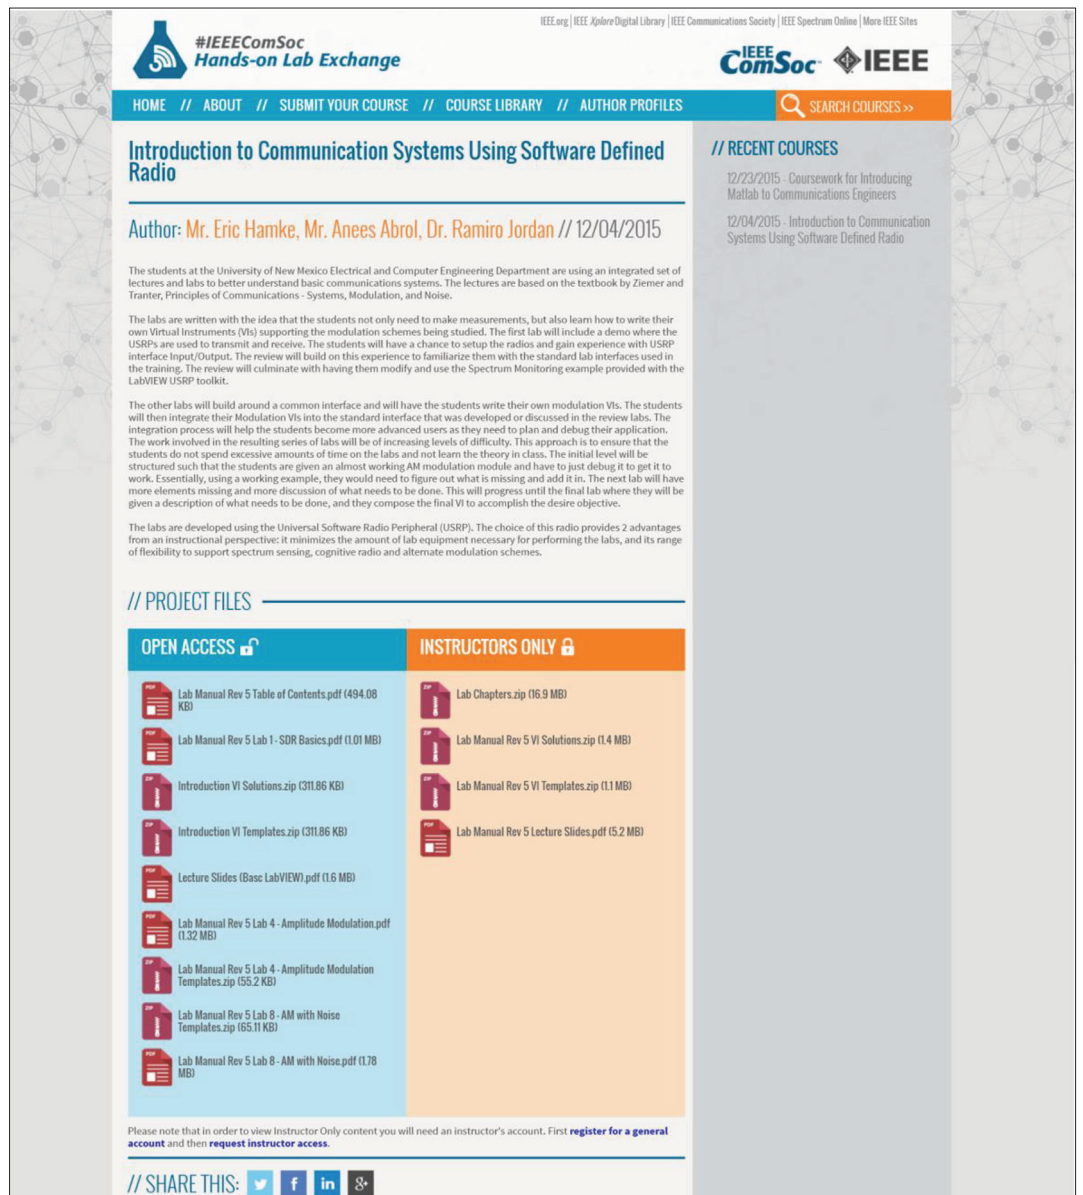 IEEE.org | IEEE Xplore Digital Library | IEEE Communications Society | IEEE Spectrum Online | More IEEE Sites
#IEEEComSoc
Hands-on Lab Exchange
IEEE
ComSoc™
IEEE
HOME // ABOUT // SUBMIT YOUR COURSE // COURSE LIBRARY // AUTHOR PROFILES
SEARCH COURSES >>
Introduction to Communication Systems Using Software Defined
Radio
Author: Mr. Eric Hamke, Mr. Anees Abrol, Dr. Ramiro Jordan // 12/04/2015
The students at the University of New Mexico Electrical and Computer Engineering Department are using an integrated set of
lectures and labs to better understand basic communications systems. The lectures are based on the textbook by Ziemer and
Tranter, Principles of Communications - Systems, Modulation, and Noise.
The labs are written with the idea that the students not only need to make measurements, but also learn how to write their
own Virtual Instruments (VIs) supporting the modulation schemes being studied. The first lab will include a demo where the
USRPs are used to transmit and receive. The students will have a chance to setup the radios and gain experience with USRP
interface Input/Output. The review will build on this experience to familiarize them with the standard lab interfaces used in
the training. The review will culminate with having them modify and use the Spectrum Monitoring example provided with the
LabVIEW USRP toolkit.
The other labs will build around a common interface and will have the students write their own modulation VIs. The students
will then integrate their Modulation VIs into the standard interface that was developed or discussed in the review labs. The
integration process will help the students become more advanced users as they need to plan and debug their application.
The work involved in the resulting series of labs will be of increasing levels of difficulty. This approach is to ensure that the
students do not spend excessive amounts of time on the labs and not learn the theory in class. The initial level will be
structured such that the students are given an almost working AM modulation module and have to just debug it to get it to
work. Essentially, using a working example, they would need to figure out what is missing and add it in. The next lab will have
more elements missing and more discussion of what needs to be done. This will progress until the final lab where they will be
given a description of what needs to be done, and they compose the final VI to accomplish the desire objective.
The labs are developed using the Universal Software Radio Peripheral (USRP). The choice of this radio provides 2 advantages
from an instructional perspective: it minimizes the amount of lab equipment necessary for performing the labs, and its range
of flexibility to support spectrum sensing, cognitive radio and alternate modulation schemes.
// RECENT COURSES
12/23/2015 - Coursework for Introducing
Matlab to Communications Engineers
12/04/2015 - Introduction to Communication
Systems Using Software Defined Radio
// PROJECT FILES
OPEN ACCESS
PDF
Lab Manual Rev 5 Table of Contents.pdf (494.08
KB)
PDF
Lab Manual Rev 5 Lab 1 - SDR Basics.pdf (1.01 MB)
ZIP
Introduction VI Solutions.zip (311.86 KB)
ZIP
Introduction VI Templates.zip (311.86 KB)
PDF
Lecture Slides (Basc LabVIEW).pdf (1.6 MB)
PDF
Lab Manual Rev 5 Lab 4 - Amplitude Modulation.pdf
(1.32 MB)
ZIP
Lab Manual Rev 5 Lab 4 - Amplitude Modulation
Templates.zip (55.2 KB)
ZIP
Lab Manual Rev 5 Lab 8 - AM with Noise
Templates.zip (65.11 KB)
PDF
Lab Manual Rev 5 Lab 8 - AM with Noise.pdf (1.78
MB)
INSTRUCTORS ONLY
ZIP
Lab Chapters.zip (16.9 MB)
ZIP
Lab Manual Rev 5 VI Solutions.zip (1.4 MB)
ZIP
Lab Manual Rev 5 VI Templates.zip (1.1 MB)
PDF
Lab Manual Rev 5 Lecture Slides.pdf (5.2 MB)
Please note that in order to view Instructor Only content you will need an instructor's account. First register for a general
account and then request instructor access.
// SHARE THIS:
f
in
g+